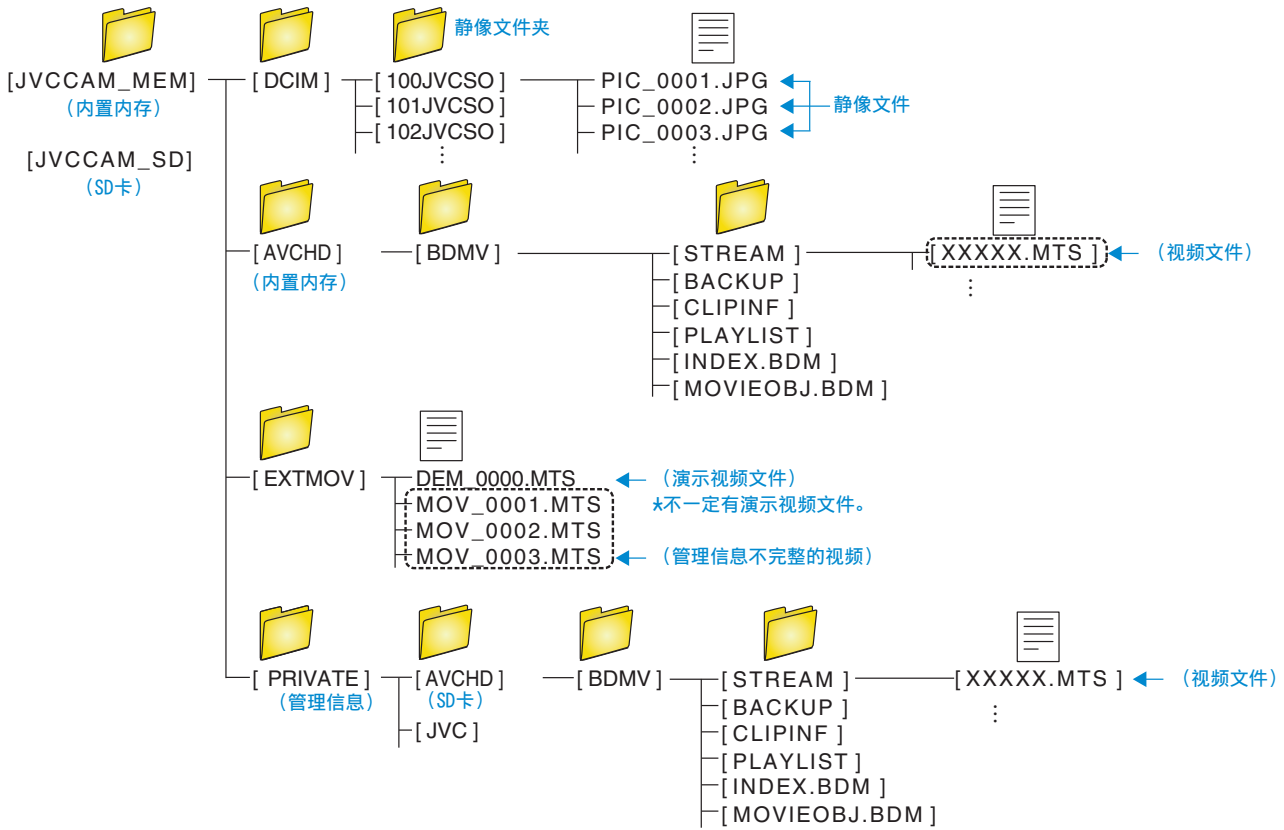 静像文件夹
[JVCCAM_MEM] [DCIM] [100JVCSO] PIC_0001.JPG
(内置内存) [101JVCSO] PIC_0002.JPG 静像文件
[102JVCSO] PIC_0003.JPG
[JVCCAM_SD]
(SD卡)
[AVCHD] [BDMV] [STREAM] [XXXXX.MTS] (视频文件)
(内置内存) [BACKUP]
[CLIPINF]
[PLAYLIST]
[INDEX.BDM]
[MOVIEOBJ.BDM]
[EXTMOV] DEM_0000.MTS (演示视频文件)
MOV_0001.MTS *不一定有演示视频文件。
MOV_0002.MTS
MOV_0003.MTS (管理信息不完整的视频)
[PRIVATE] [AVCHD] [BDMV] [STREAM] [XXXXX.MTS] (视频文件)
(管理信息) (SD卡) [BACKUP]
[JVC] [CLIPINF]
[PLAYLIST]
[INDEX.BDM]
[MOVIEOBJ.BDM]